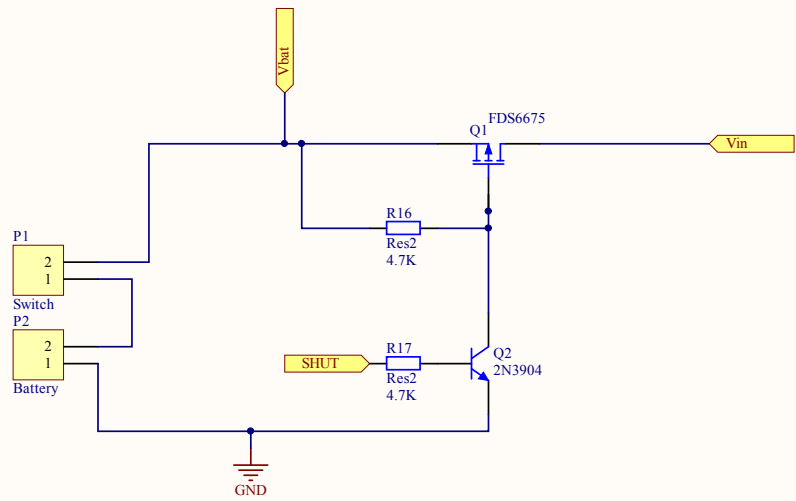 Vbat
FDS6675
Q1
Vin
R16
Res2
4.7K
P1
2
1
Switch
P2
2
1
Battery
SHUT
R17
Res2
4.7K
Q2
2N3904
GND